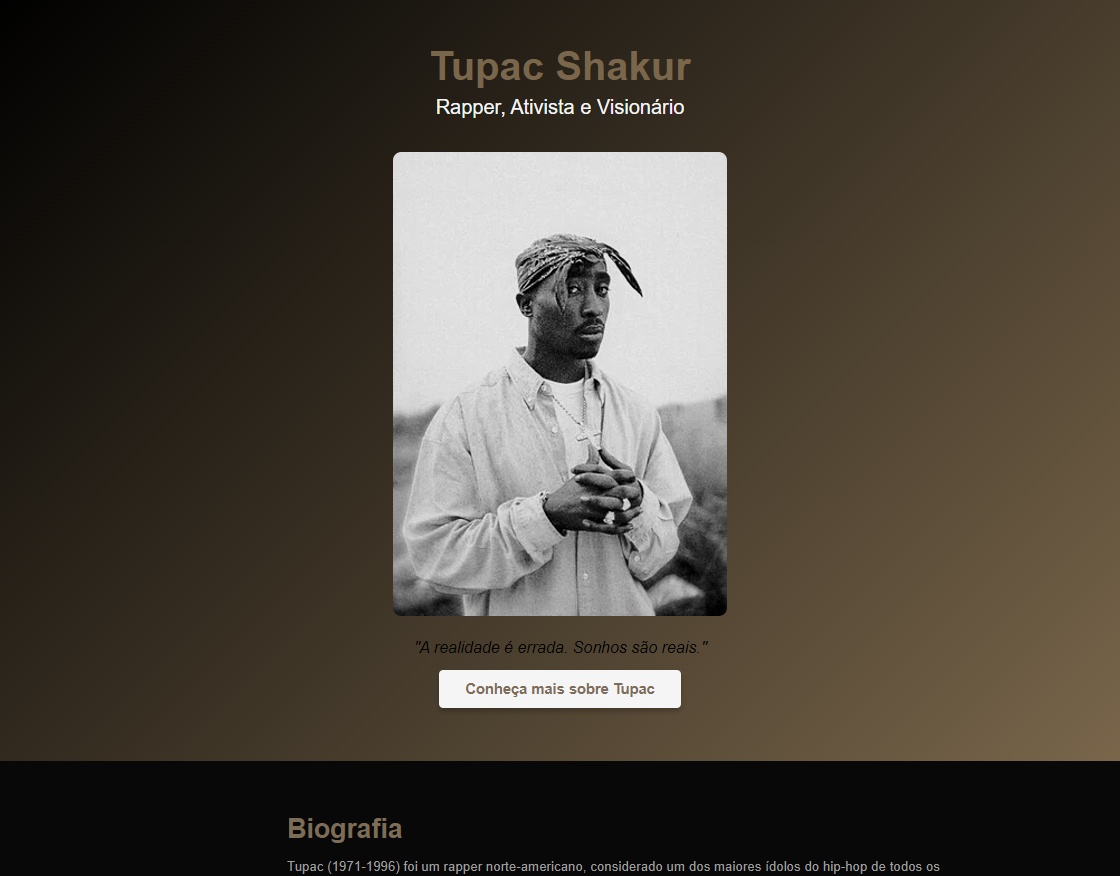 Tupac Shakur
Rapper, Ativista e Visionário
"A realidade é errada. Sonhos são reais."
Conheça mais sobre Tupac
Biografia
Tupac (1971-1996) foi um rapper norte-americano, considerado um dos maiores ídolos do hip-hop de todos os